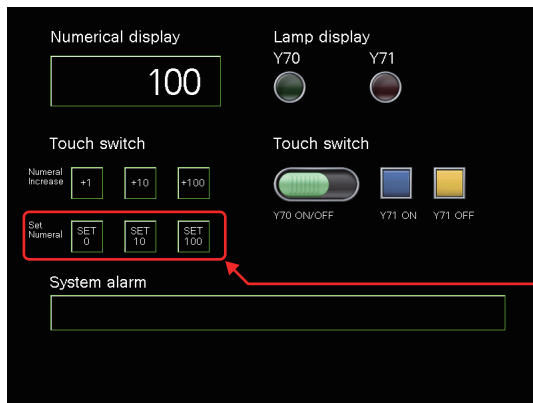 Numerical display
100
Lamp display
Y70
Y71
Touch switch
Numeral
Increase
+1
+10
+100
Set
Numeral
SET
0
SET
10
SET
100
Touch switch
Y70 ON/OFF
Y71 ON
Y71 OFF
System alarm